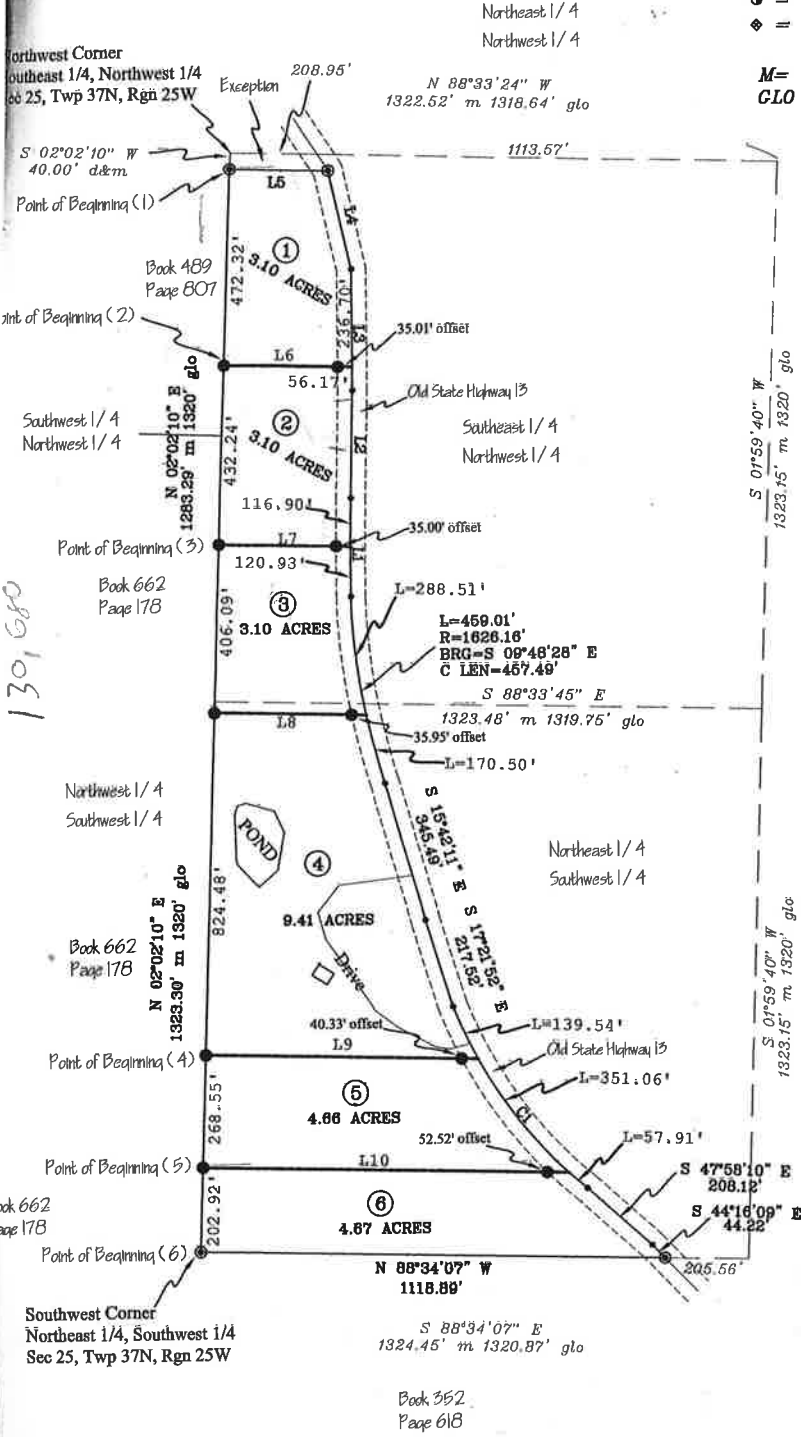 Northeast 1/4
Northwest 1/4
=
=
M=
GLO
orthwest Corner
outheast 1/4, Northwest 1/4
ec 25, Twp 37N, Rgn 25W
Exception
208.95'
N 88°33'24" W
1322.52' m 1318.64' glo
1113.57'
S 02°02'10" W
40.00' d&m
Point of Beginning (1)
L5
L4
1
3.10 ACRES
472.32'
236.70'
L3
Book 489
Page 807
oint of Beginning (2)
L6
35.01' offset
56.17'
Old State Highway 13
Southwest 1/4
Northwest 1/4
N 02°02'10" E
1283.29' m 1320' glo
432.24'
2
3.10 ACRES
L2
Southeast 1/4
Northwest 1/4
S 01°59'40" W
1323.15' m 1320' glo
116.90'
35.00' offset
Point of Beginning (3)
L7
L1
120.93'
Book 662
Page 178
406.09'
3
3.10 ACRES
L=288.51'
L=459.01'
R=1626.16'
BRG=S 09°48'28" E
C LEN=457.49'
130,680
S 88°33'45" E
1323.48' m 1319.75' glo
L8
35.95' offset
L=170.50'
Northwest 1/4
Southwest 1/4
POND
4
9.41 ACRES
S 15°42'11" E
345.49'
Northeast 1/4
Southwest 1/4
824.48'
N 02°02'10" E
1323.30' m 1320' glo
Book 662
Page 178
Drive
S 17°21'52" E
217.52'
S 01°59'40" W
1323.15' m 1320' glo
40.33' offset
L=139.54'
L9
Old State Highway 13
Point of Beginning (4)
L=351.06'
268.55'
5
4.66 ACRES
C1
52.52' offset
L=57.91'
L10
Point of Beginning (5)
S 47°58'10" E
208.12'
ook 662
age 178
202.92'
6
4.67 ACRES
S 44°16'09" E
44.22'
Point of Beginning (6)
N 88°34'07" W
1118.89'
205.56'
Southwest Corner
Northeast 1/4, Southwest 1/4
Sec 25, Twp 37N, Rgn 25W
S 88°34'07" E
1324.45' m 1320.87' glo
Book 352
Page 618